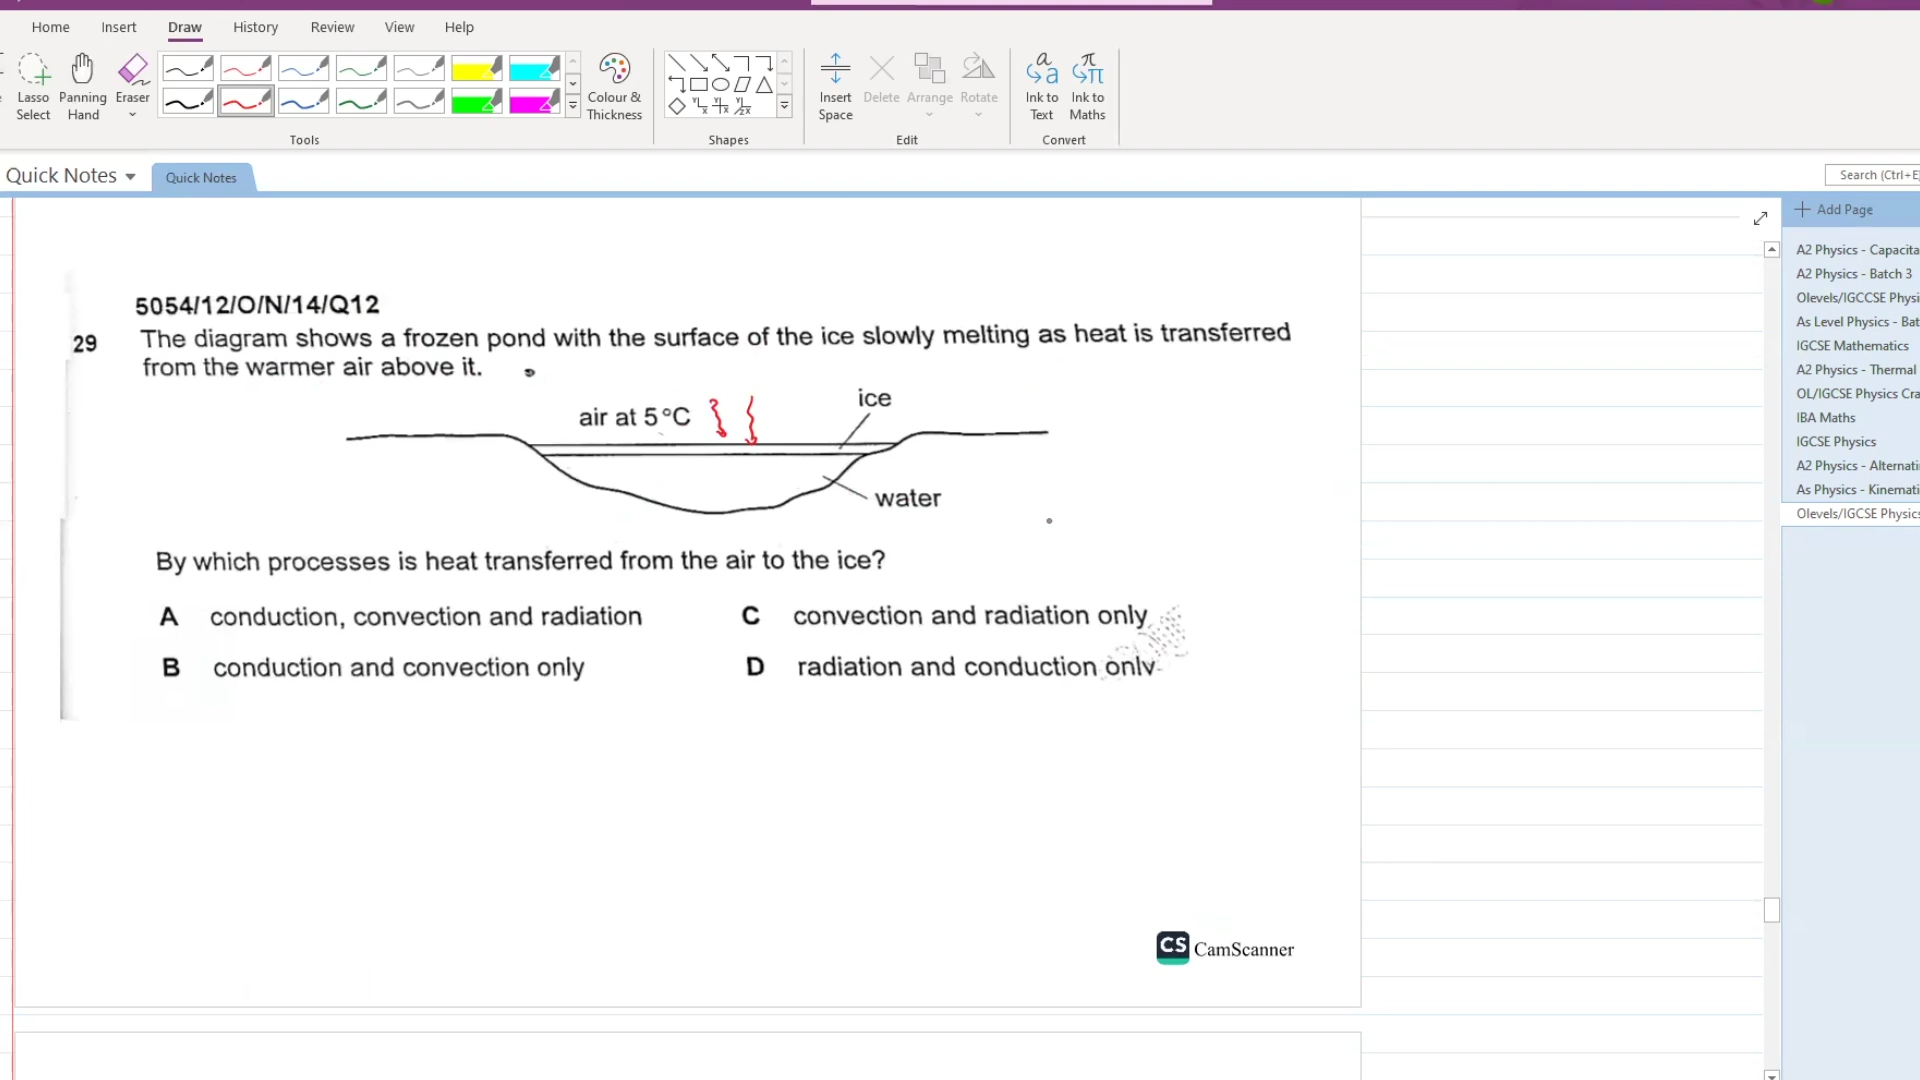 Home Insert Draw History Review View Help
Lasso Select
Panning Hand
Eraser
Colour & Thickness
Insert Space
Delete
Arrange
Rotate
Ink to Text
Ink to Maths
Tools
Shapes
Edit
Convert
Quick Notes
Quick Notes
Search (Ctrl+E
Add Page
A2 Physics - Capacita
A2 Physics - Batch 3
Olevels/IGCCSE Physi
As Level Physics - Bat
IGCSE Mathematics
A2 Physics - Thermal
OL/IGCSE Physics Cra
IBA Maths
IGCSE Physics
A2 Physics - Alternati
As Physics - Kinemati
Olevels/IGCSE Physics
5054/12/O/N/14/Q12
29 The diagram shows a frozen pond with the surface of the ice slowly melting as heat is transferred
from the warmer air above it.
air at 5°C
ice
water
By which processes is heat transferred from the air to the ice?
A conduction, convection and radiation
C convection and radiation only
B conduction and convection only
D radiation and conduction only
CS CamScanner